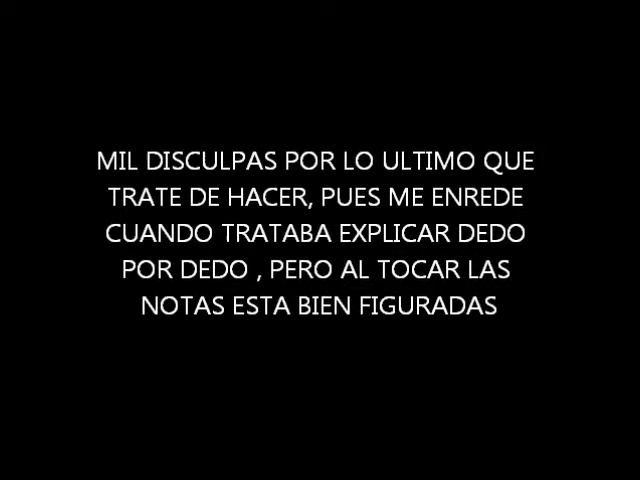 MIL DISCULPAS POR LO ULTIMO QUE
TRATE DE HACER, PUES ME ENREDE
CUANDO TRATABA EXPLICAR DEDO
POR DEDO , PERO AL TOCAR LAS
NOTAS ESTA BIEN FIGURADAS